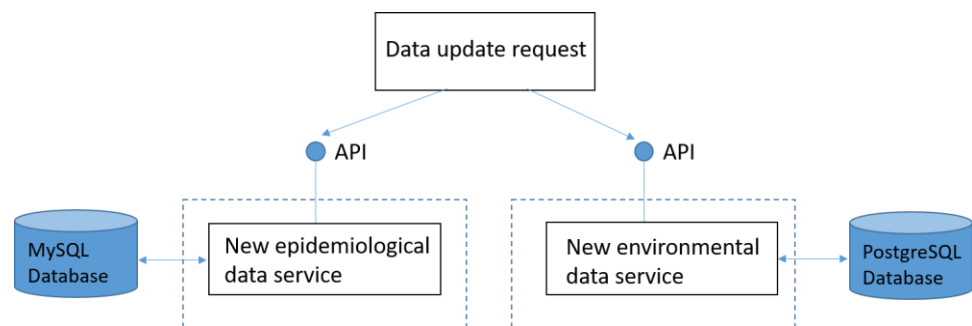 Data update request
API
API
MySQL
Database
New epidemiological
data service
New environmental
data service
PostgreSQL
Database